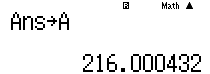 R Math ▲
Ans→A
216.000432